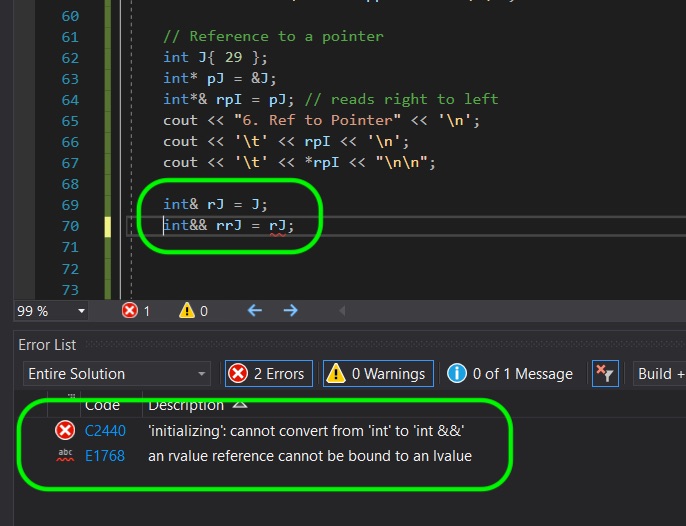 60
61 // Reference to a pointer
62 int J{ 29 };
63 int* pJ = &J;
64 int*& rpI = pJ; // reads right to left
65 cout << "6. Ref to Pointer" << '\n';
66 cout << '\t' << rpI << '\n';
67 cout << '\t' << *rpI << "\n\n";
68
69 int& rJ = J;
70 int&& rrJ = rJ;
71
72
73
99 % 1 0
Error List
Entire Solution 2 Errors 0 Warnings 0 of 1 Message Build +
Code Description
C2440 'initializing': cannot convert from 'int' to 'int &&'
abc E1768 an rvalue reference cannot be bound to an lvalue